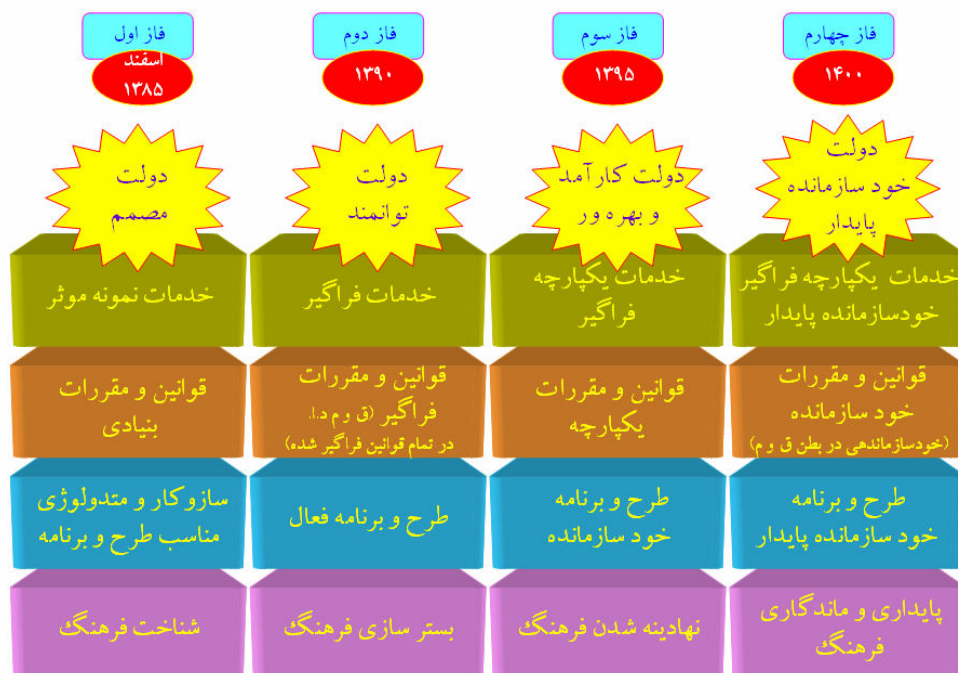 فاز اول
اسفند
۱۳۸۵
دولت
مصمم
خدمات نمونه موثر
قوانین و مقررات
بنیادی
سازوکار و متدولوژی
مناسب طرح و برنامه
شناخت فرهنگ
فاز دوم
۱۳۹۰
دولت
توانمند
خدمات فراگیر
قوانین و مقررات
فراگیر (ق و م د.ا.
در تمام قوانین فراگیر شده)
طرح و برنامه فعال
بستر سازی فرهنگ
فاز سوم
۱۳۹۵
دولت کارآمد
و بهره ور
خدمات یکپارچه
فراگیر
قوانین و مقررات
یکپارچه
طرح و برنامه
خود سازمانده
نهادینه شدن فرهنگ
فاز چهارم
۱۴۰۰
دولت
خود سازمانده
پایدار
خدمات یکپارچه فراگیر
خودسازمانده پایدار
قوانین و مقررات
خود سازمانده
(خودسازماندهی در بطن ق و م)
طرح و برنامه
خود سازمانده پایدار
پایداری و ماندگاری
فرهنگ